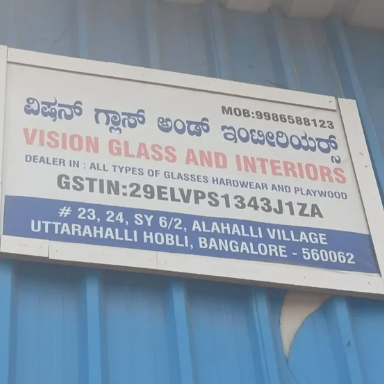 MOB:9986588123
ವಿಷನ್ ಗ್ಲಾಸ್ ಅಂಡ್ ಇಂಟೀರಿಯರ್ಸ್
VISION GLASS AND INTERIORS
DEALER IN : ALL TYPES OF GLASSES HARDWEAR AND PLAYWOOD
GSTIN:29ELVPS1343J1ZA
# 23, 24, SY 6/2, ALAHALLI VILLAGE
UTTARAHALLI HOBLI, BANGALORE - 560062